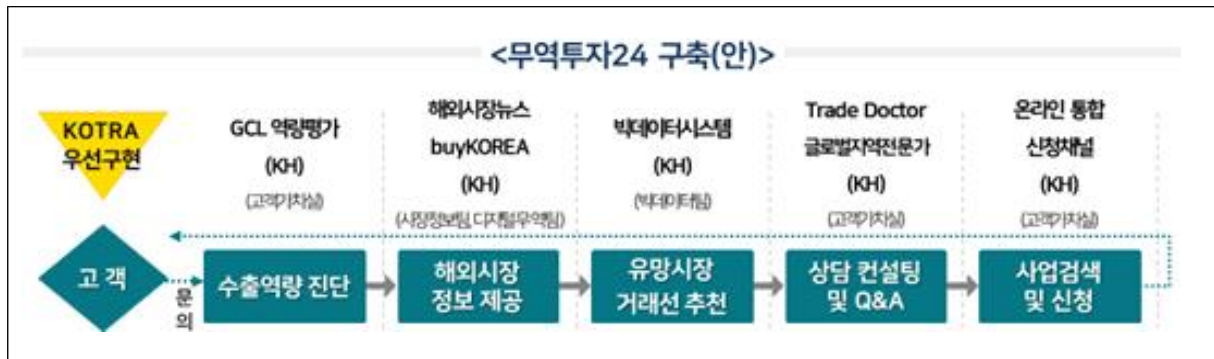 <무역투자24 구축(안)>
KOTRA
우선구현
GCL 역량평가
(KH)
(고객가치실)
해외시장뉴스
buyKOREA
(KH)
(시장정보팀, 디지털무역팀)
빅데이터시스템
(KH)
(빅데이터팀)
Trade Doctor
글로벌지역전문가
(KH)
(고객가치실)
온라인 통합
신청채널
(KH)
(고객가치실)
고 객
문의
수출역량 진단
해외시장
정보 제공
유망시장
거래선 추천
상담 컨설팅
및 Q&A
사업검색
및 신청